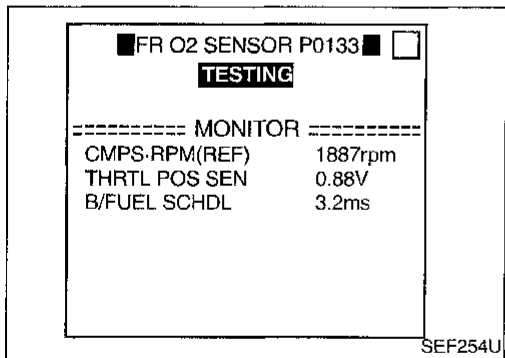 FR O2 SENSOR P0133
TESTING
========== MONITOR ==========
CMPS·RPM(REF) 1887rpm
THRTL POS SEN 0.88V
B/FUEL SCHDL 3.2ms
SEF254U